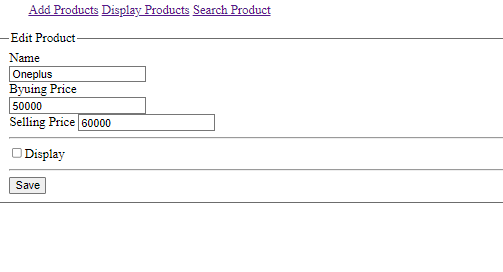 Add Products Display Products Search Product
Edit Product
Name
Oneplus
Byuing Price
50000
Selling Price 60000
Display
Save